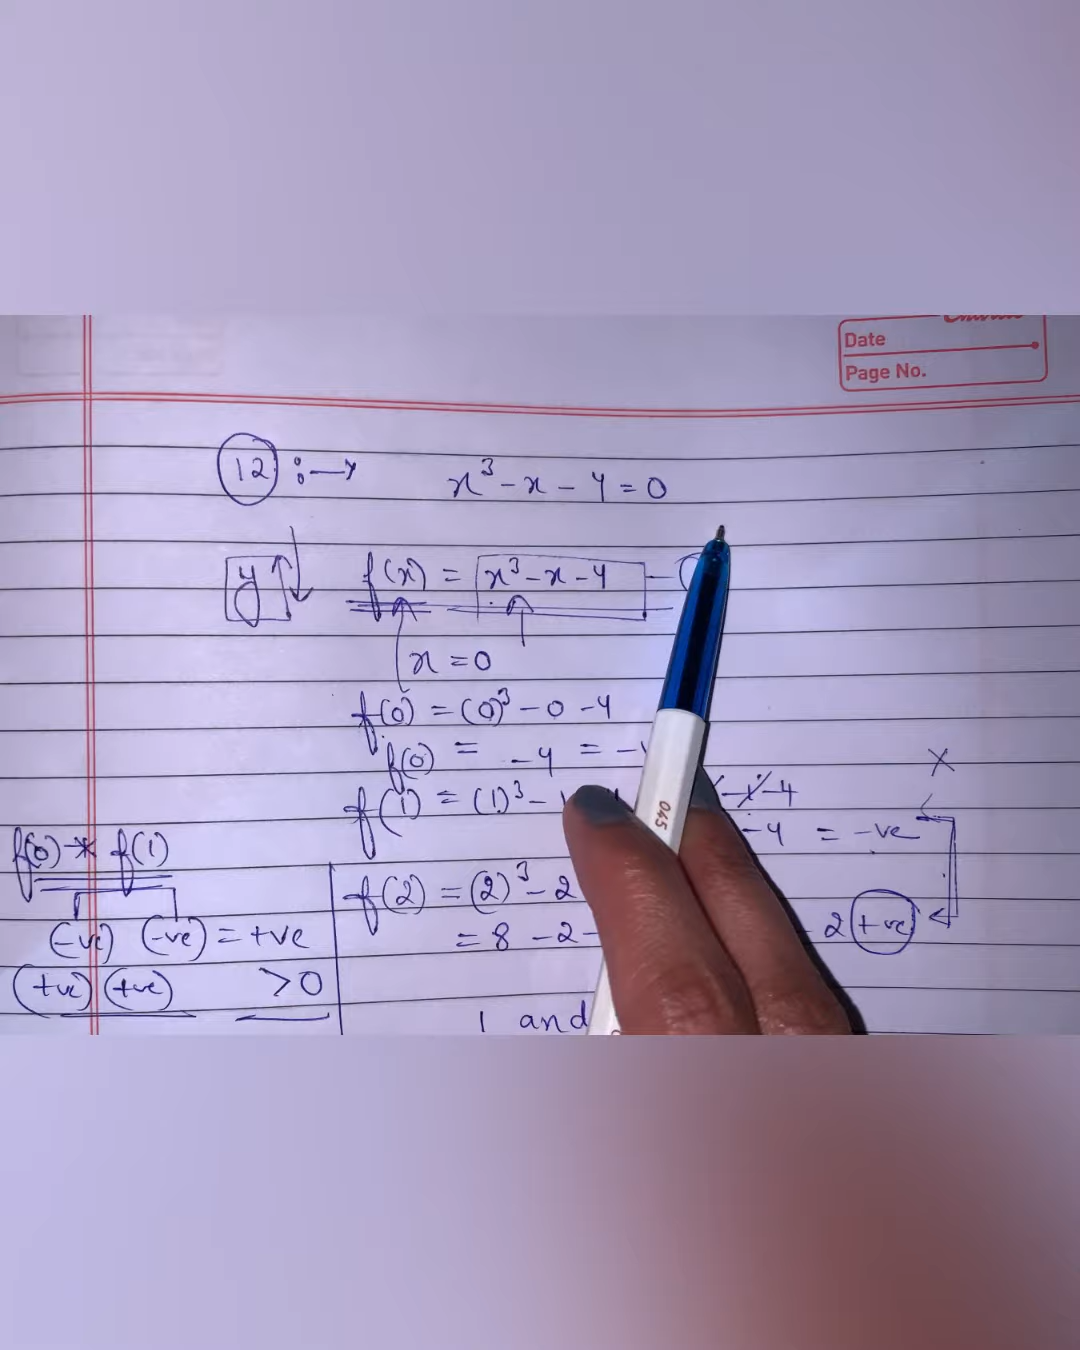 Date
Page No.
12 :→ x³ - x - 4 = 0
y f(x) = x³ - x - 4
x = 0
f(0) = (0)³ - 0 - 4
f(0) = -4 =
f(1) = (1)³ - - 4
- 4 = -ve
f(0) * f(1)
(-ve) (-ve) = +ve
(+ve) (+ve) > 0
f(2) = (2)³ - 2
= 8 - 2 - 2 +ve
1 and
045